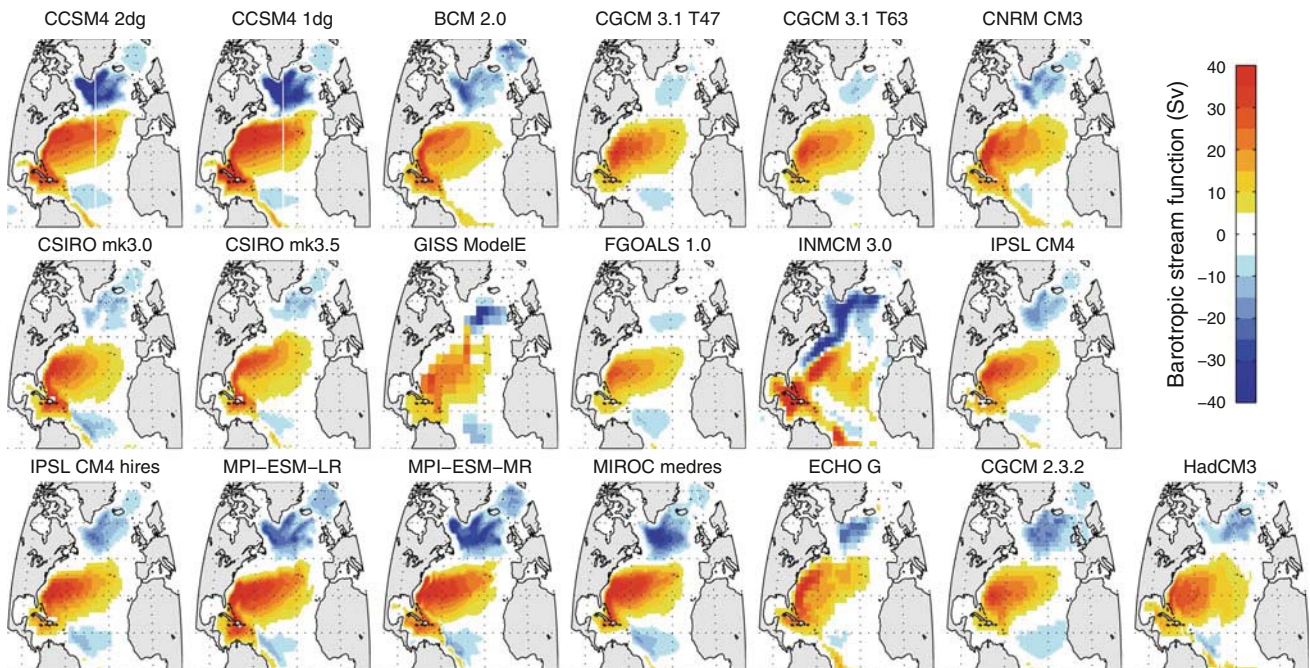 CCSM4 2dg CCSM4 1dg BCM 2.0 CGCM 3.1 T47 CGCM 3.1 T63 CNRM CM3
CSIRO mk3.0 CSIRO mk3.5 GISS ModelE FGOALS 1.0 INMCM 3.0 IPSL CM4
IPSL CM4 hires MPI–ESM–LR MPI–ESM–MR MIROC medres ECHO G CGCM 2.3.2 HadCM3
Barotropic stream function (Sv)
40
30
20
10
0
−10
−20
−30
−40